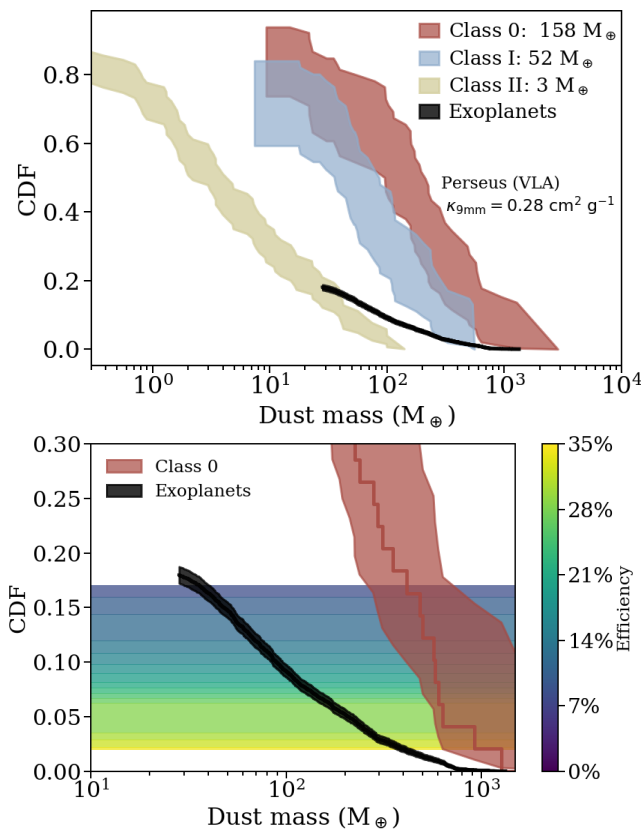 Class 0:  158 M⊕
Class I: 52 M⊕
Class II: 3 M⊕
Exoplanets
Perseus (VLA)
κ9mm = 0.28 cm² g⁻¹
CDF
0.8
0.6
0.4
0.2
0.0
10⁰ 10¹ 10² 10³ 10⁴
Dust mass (M⊕)
Class 0
Exoplanets
CDF
0.30
0.25
0.20
0.15
0.10
0.05
0.00
10¹ 10² 10³
Dust mass (M⊕)
35%
28%
21%
14%
7%
0%
Efficiency